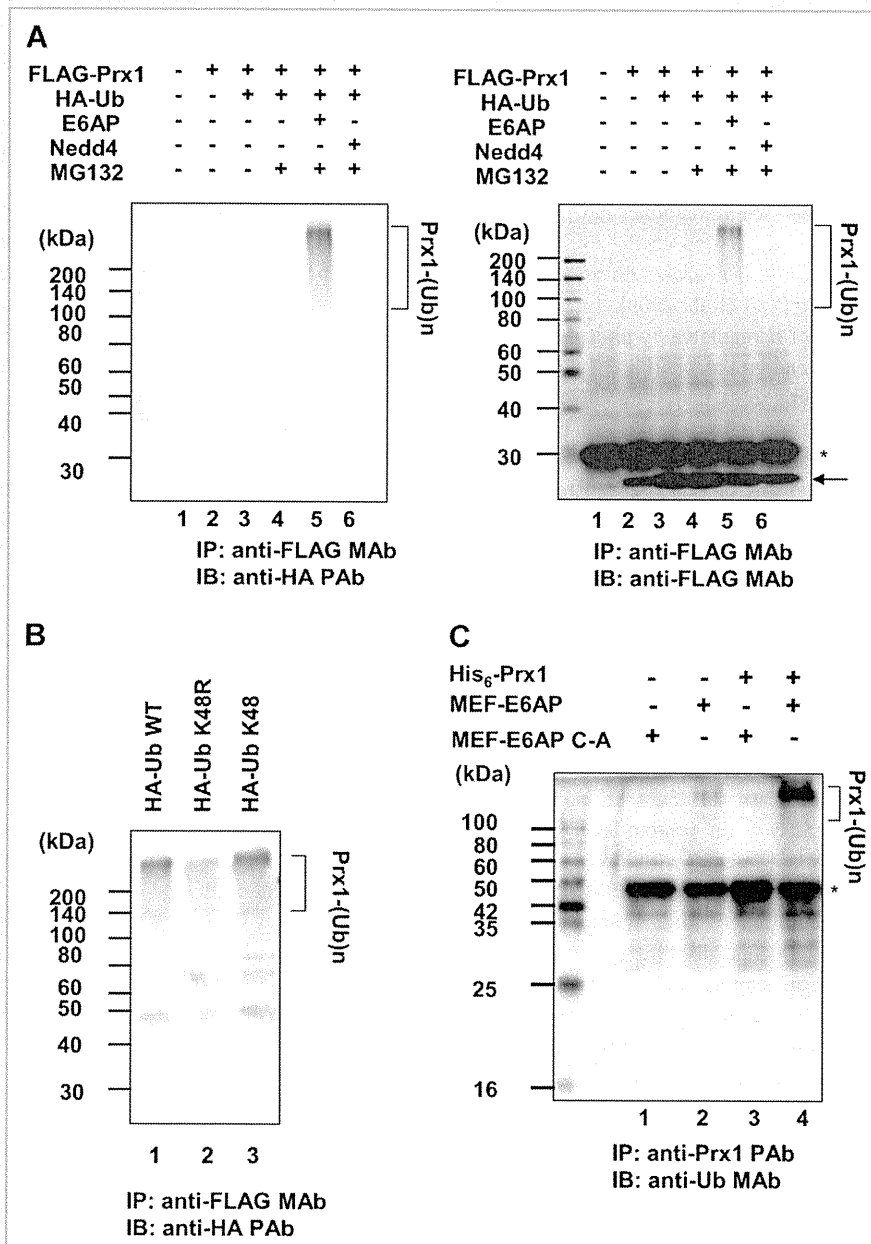 A
FLAG-Prx1 - + + + + +
HA-Ub - - + + + +
E6AP - - - - + -
Nedd4 - - - - - +
MG132 - - - + + +
(kDa)
200
140
100
80
60
50
40
30
Prx1-(Ub)n
1 2 3 4 5 6
IP: anti-FLAG MAb
IB: anti-HA PAb
FLAG-Prx1 - + + + + +
HA-Ub - - + + + +
E6AP - - - - + -
Nedd4 - - - - - +
MG132 - - - + + +
(kDa)
200
140
100
80
60
50
40
30
Prx1-(Ub)n
*
1 2 3 4 5 6
IP: anti-FLAG MAb
IB: anti-FLAG MAb
B
HA-Ub WT
HA-Ub K48R
HA-Ub K48
(kDa)
200
140
100
80
60
50
40
30
Prx1-(Ub)n
1 2 3
IP: anti-FLAG MAb
IB: anti-HA PAb
C
His6-Prx1 - - + +
MEF-E6AP - + - +
MEF-E6AP C-A + - + -
(kDa)
100
80
60
50
42
35
25
16
Prx1-(Ub)n
*
1 2 3 4
IP: anti-Prx1 PAb
IB: anti-Ub MAb